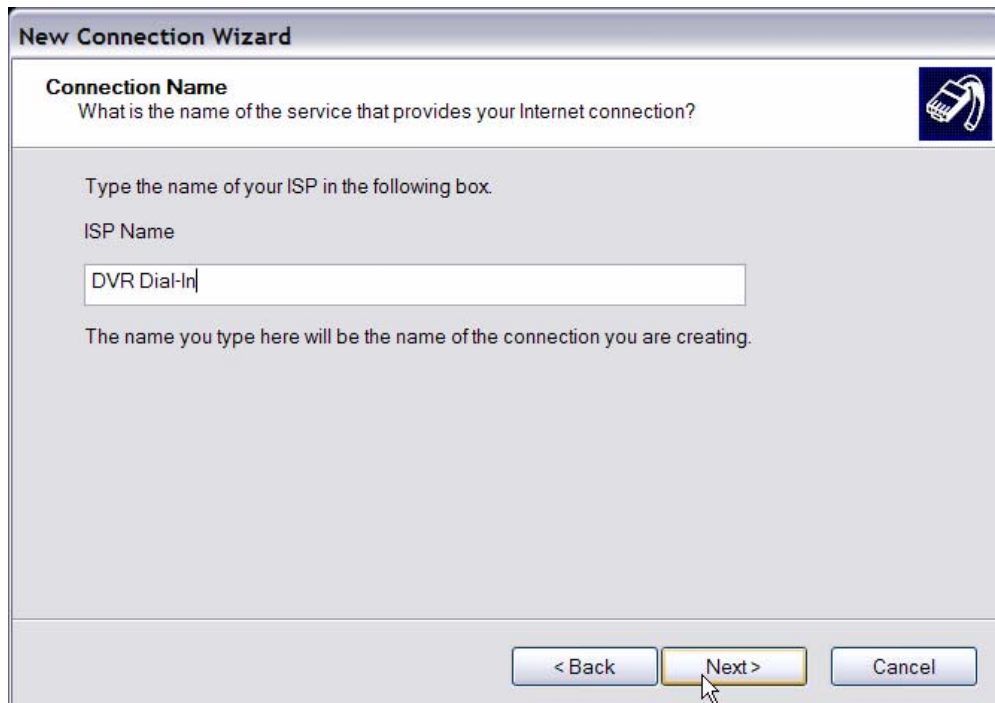 New Connection Wizard
Connection Name
What is the name of the service that provides your Internet connection?
Type the name of your ISP in the following box.
ISP Name
DVR Dial-In
The name you type here will be the name of the connection you are creating.
< Back Next > Cancel